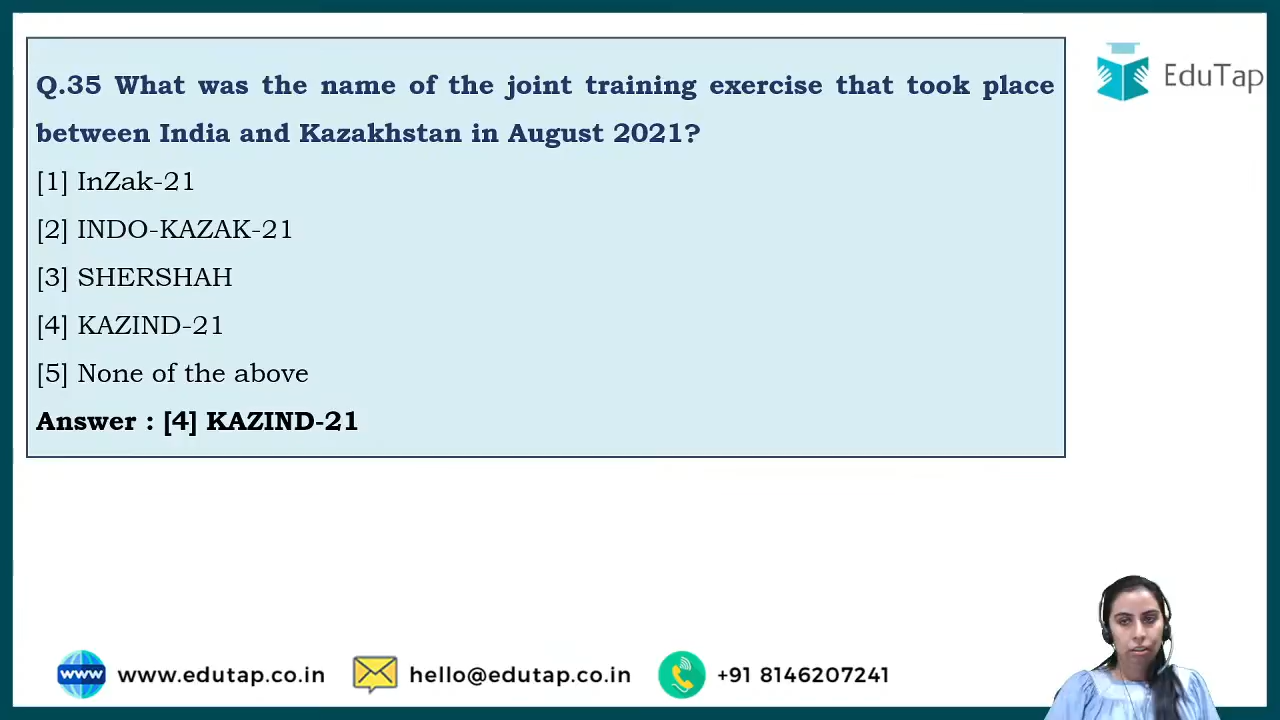 Q.35 What was the name of the joint training exercise that took place
between India and Kazakhstan in August 2021?
[1] InZak-21
[2] INDO-KAZAK-21
[3] SHERSHAH
[4] KAZIND-21
[5] None of the above
Answer : [4] KAZIND-21
EduTap
www www.edutap.co.in hello@edutap.co.in +91 8146207241